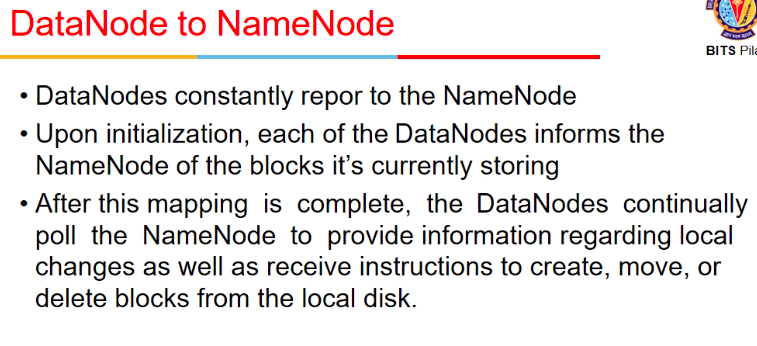 DataNode to NameNode
BITS Pila
• DataNodes constantly repor to the NameNode
• Upon initialization, each of the DataNodes informs the
NameNode of the blocks it’s currently storing
• After this mapping is complete, the DataNodes continually
poll the NameNode to provide information regarding local
changes as well as receive instructions to create, move, or
delete blocks from the local disk.